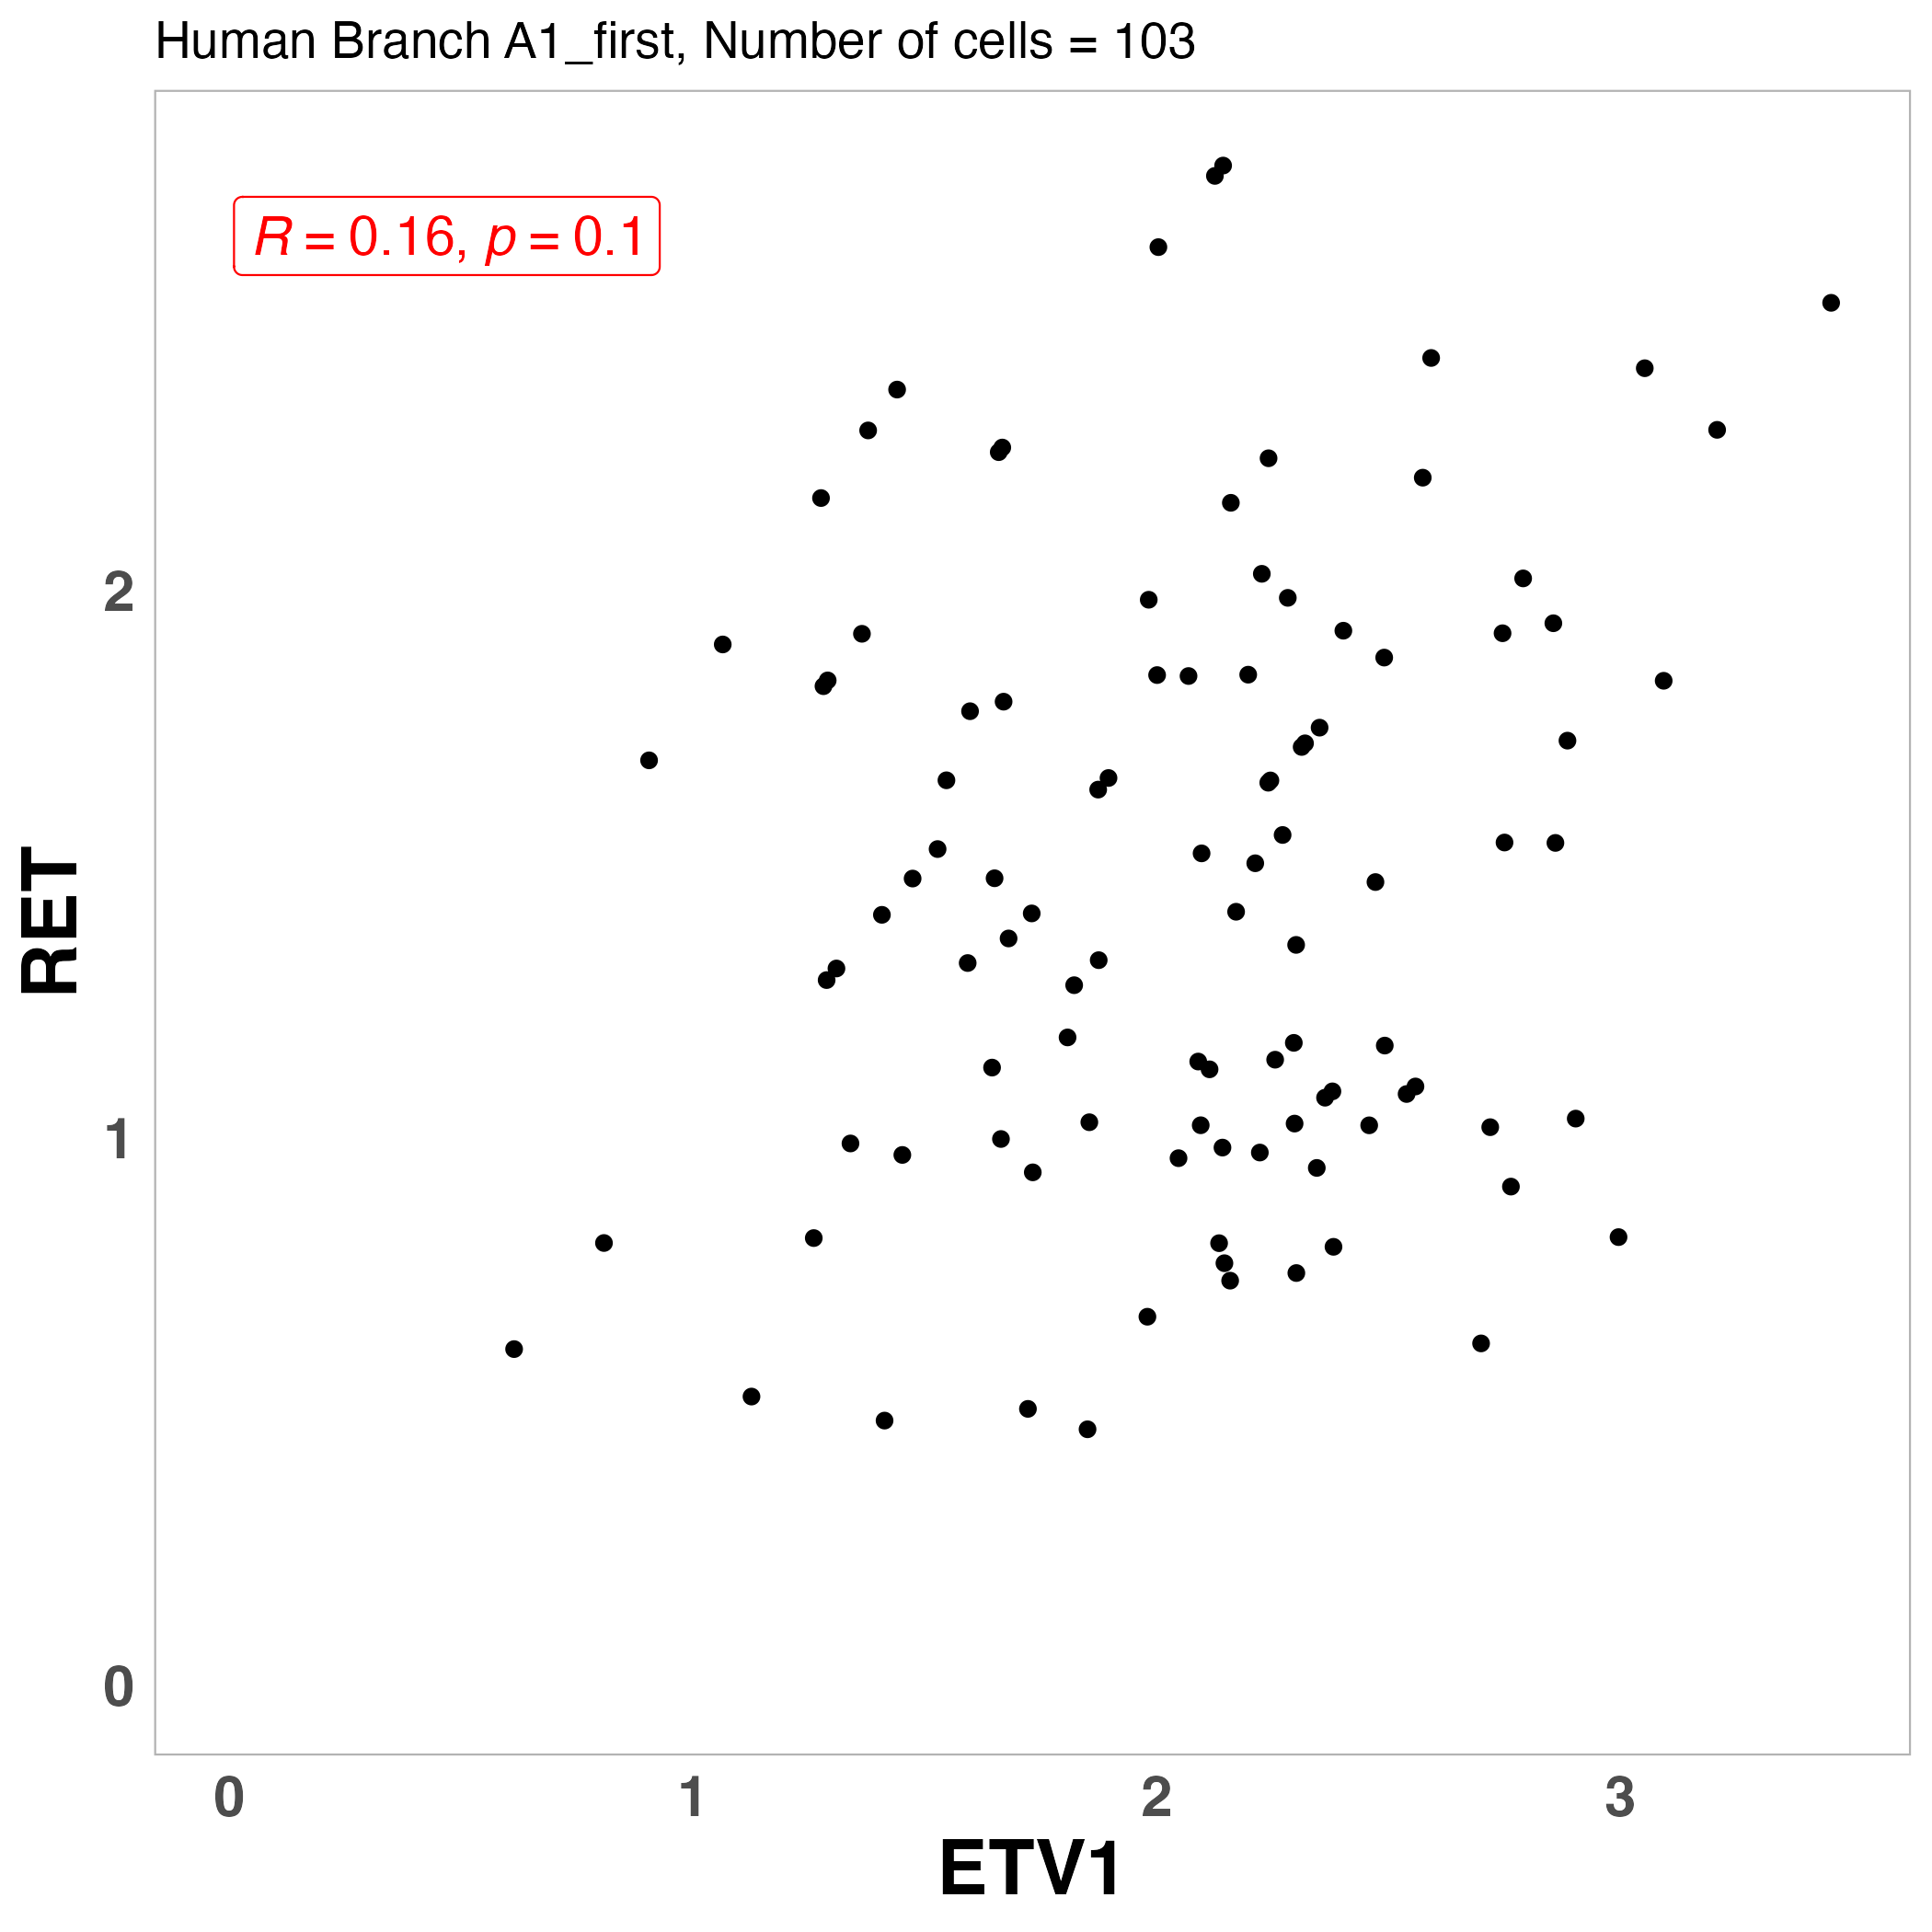 Human Branch A1_first, Number of cells = 103
R = 0.16, p = 0.1
2
1
0
RET
0 1 2 3
ETV1